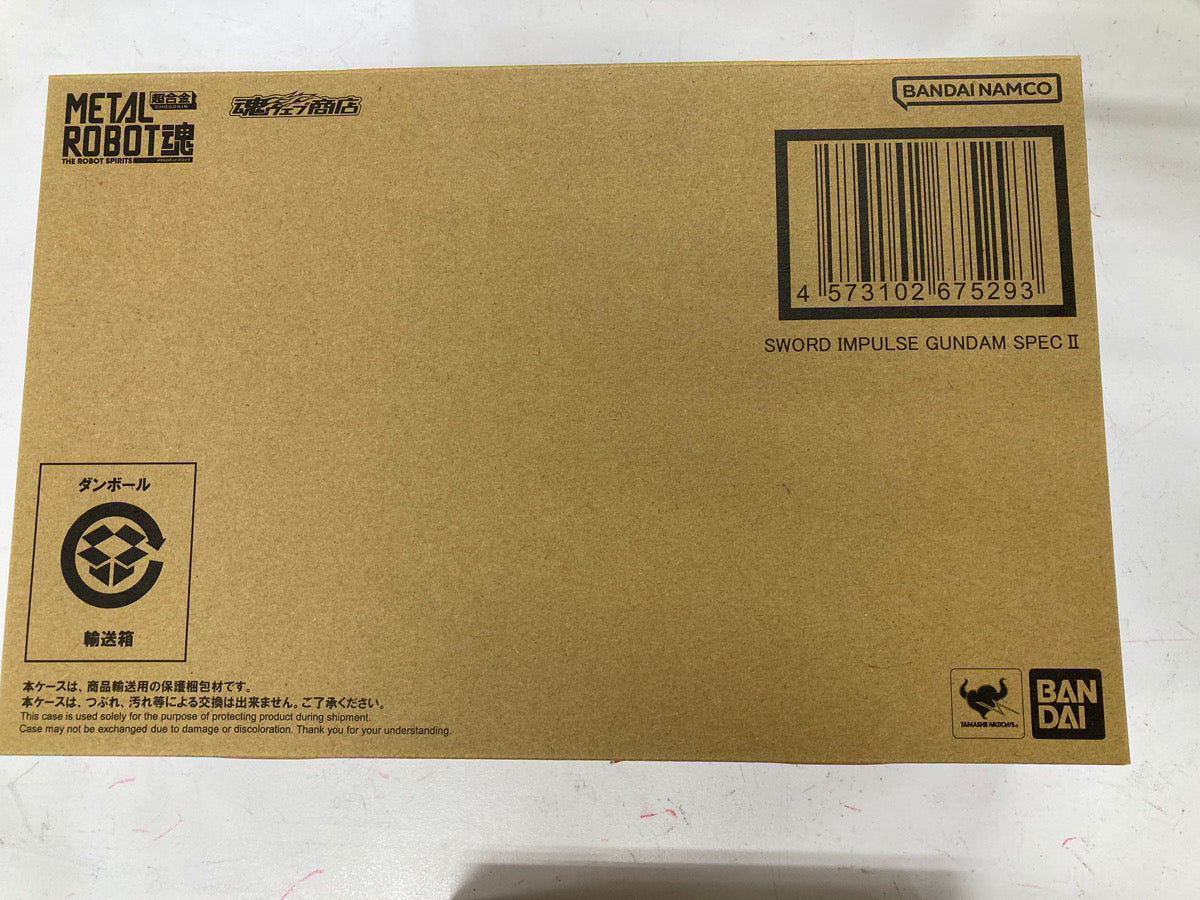 METAL
超合金
CHOGOKIN
ROBOT魂
THE ROBOT SPIRITS
魂ウェブ商店
BANDAI NAMCO
4 573102 675293
SWORD IMPULSE GUNDAM SPEC Ⅱ
ダンボール
輸送箱
本ケースは、商品輸送用の保護梱包材です。
本ケースは、つぶれ、汚れ等による交換は出来ません。ご了承ください。
This case is used solely for the purpose of protecting product during shipment.
Case may not be exchanged due to damage or discoloration. Thank you for your understanding.
TAMASHII NATIONS
BAN
DAI